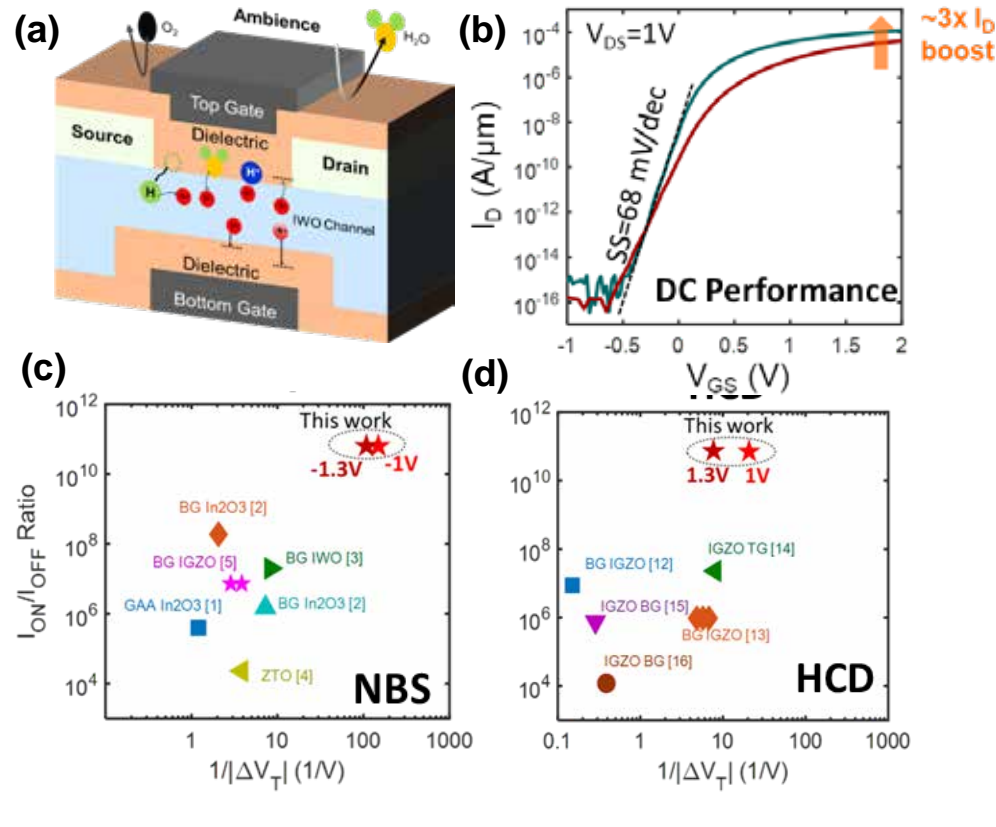 (a)
O2
Ambience
H2O
Top Gate
Source
Dielectric
Drain
H+
H
IWO Channel
Dielectric
Bottom Gate
(b)
VDS=1V
~3x ID
boost
SS=68 mV/dec
DC Performance
ID (A/μm)
10-4
10-6
10-8
10-10
10-12
10-14
10-16
-1 -0.5 0 0.5 1 1.5 2
VGS (V)
(c)
This work
-1.3V
-1V
BG In2O3 [2]
BG IGZO [5]
BG IWO [3]
GAA In2O3 [1]
BG In2O3 [2]
ZTO [4]
NBS
ION/IOFF Ratio
10^12
10^10
10^8
10^6
10^4
1 10 100 1000
1/|ΔVT| (1/V)
(d)
This work
1.3V
1V
IGZO TG [14]
BG IGZO [12]
IGZO BG [15]
BG IGZO [13]
IGZO BG [16]
HCD
10^12
10^10
10^8
10^6
10^4
0.1 1 10 100 1000
1/|ΔVT| (1/V)